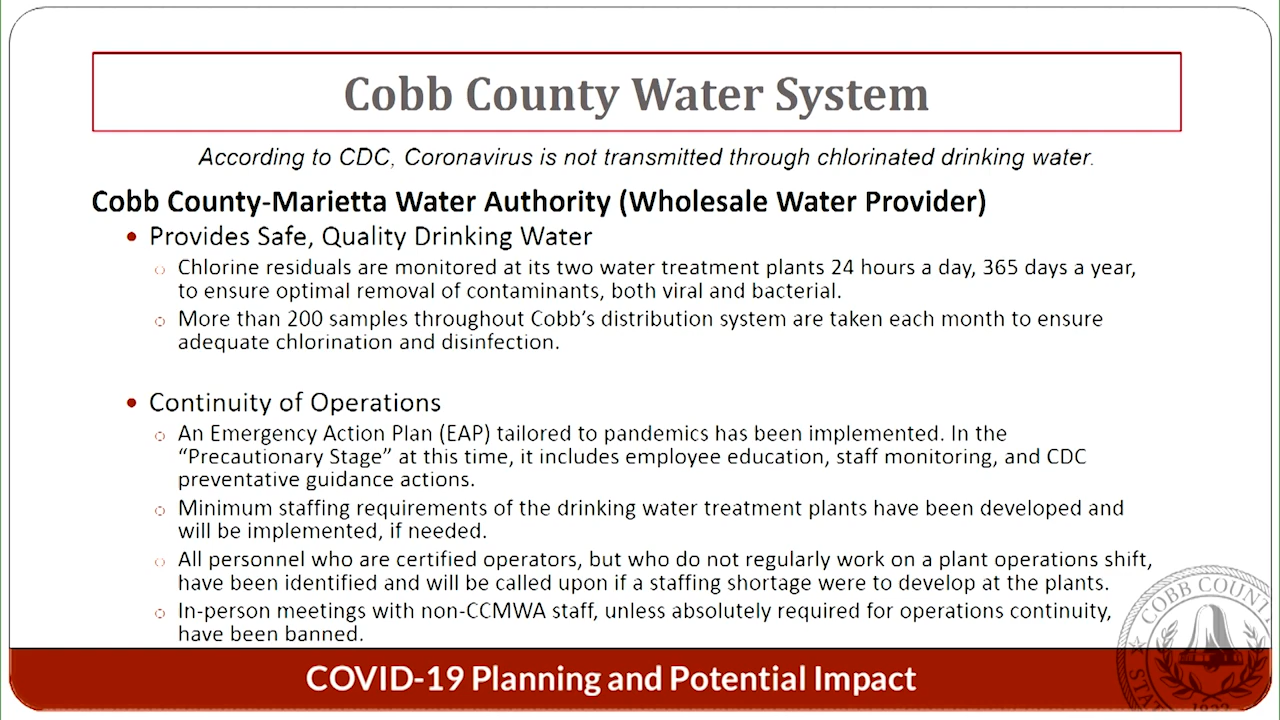 Cobb County Water System
According to CDC, Coronavirus is not transmitted through chlorinated drinking water.
Cobb County-Marietta Water Authority (Wholesale Water Provider)
• Provides Safe, Quality Drinking Water
○ Chlorine residuals are monitored at its two water treatment plants 24 hours a day, 365 days a year,
to ensure optimal removal of contaminants, both viral and bacterial.
○ More than 200 samples throughout Cobb's distribution system are taken each month to ensure
adequate chlorination and disinfection.
• Continuity of Operations
○ An Emergency Action Plan (EAP) tailored to pandemics has been implemented. In the
"Precautionary Stage" at this time, it includes employee education, staff monitoring, and CDC
preventative guidance actions.
○ Minimum staffing requirements of the drinking water treatment plants have been developed and
will be implemented, if needed.
○ All personnel who are certified operators, but who do not regularly work on a plant operations shift,
have been identified and will be called upon if a staffing shortage were to develop at the plants.
○ In-person meetings with non-CCMWA staff, unless absolutely required for operations continuity,
have been banned.
COVID-19 Planning and Potential Impact
COBB COUNT
STAT